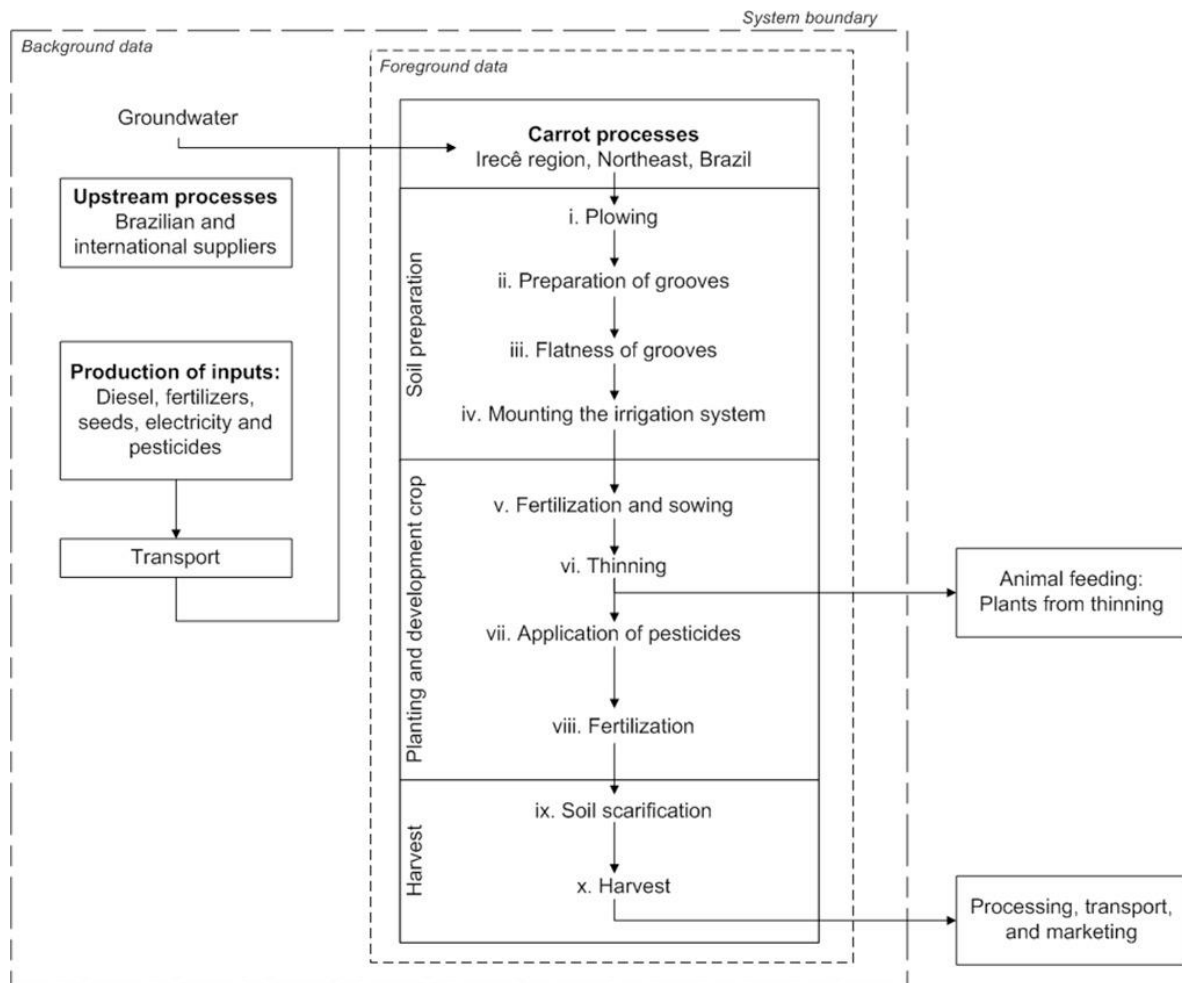 System boundary
Background data
Foreground data
Groundwater
Upstream processes
Brazilian and
international suppliers
Production of inputs:
Diesel, fertilizers,
seeds, electricity and
pesticides
Transport
Carrot processes
Irecê region, Northeast, Brazil
Soil preparation
i. Plowing
ii. Preparation of grooves
iii. Flatness of grooves
iv. Mounting the irrigation system
Planting and development crop
v. Fertilization and sowing
vi. Thinning
vii. Application of pesticides
viii. Fertilization
Harvest
ix. Soil scarification
x. Harvest
Animal feeding:
Plants from thinning
Processing, transport,
and marketing